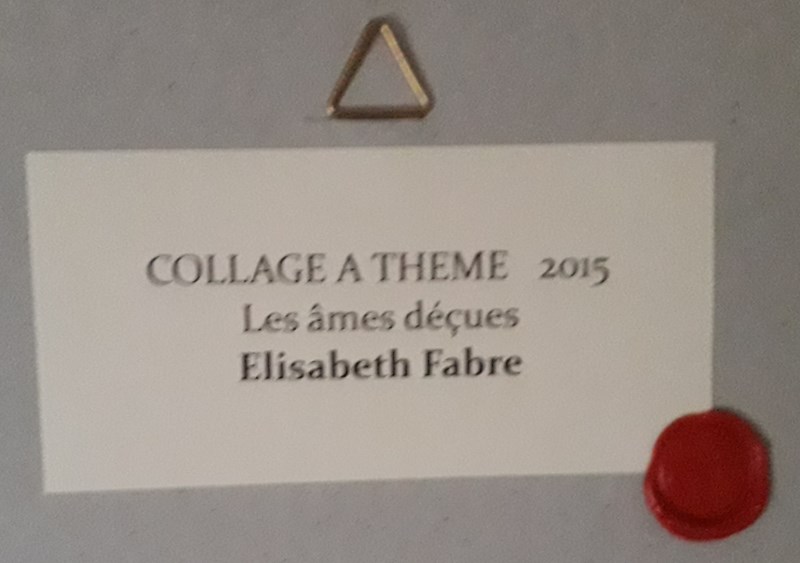 COLLAGE A THEME 2015
Les âmes déçues
Elisabeth Fabre